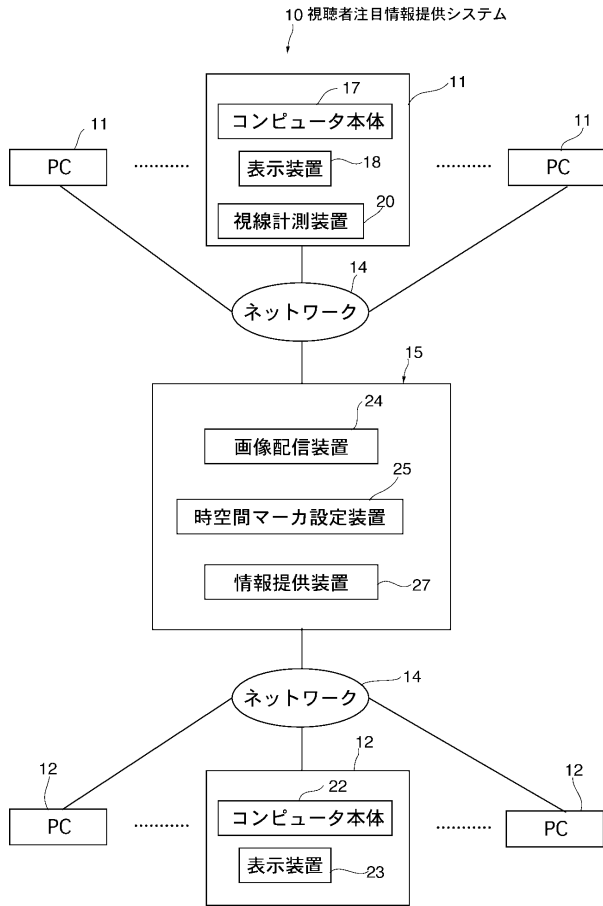 10 視聴者注目情報提供システム
17
11
コンピュータ本体
11
PC
表示装置
18
11
PC
20
視線計測装置
14
ネットワーク
15
24
画像配信装置
25
時空間マーカ設定装置
情報提供装置
27
14
ネットワーク
12
22
12
コンピュータ本体
12
PC
表示装置
23
PC